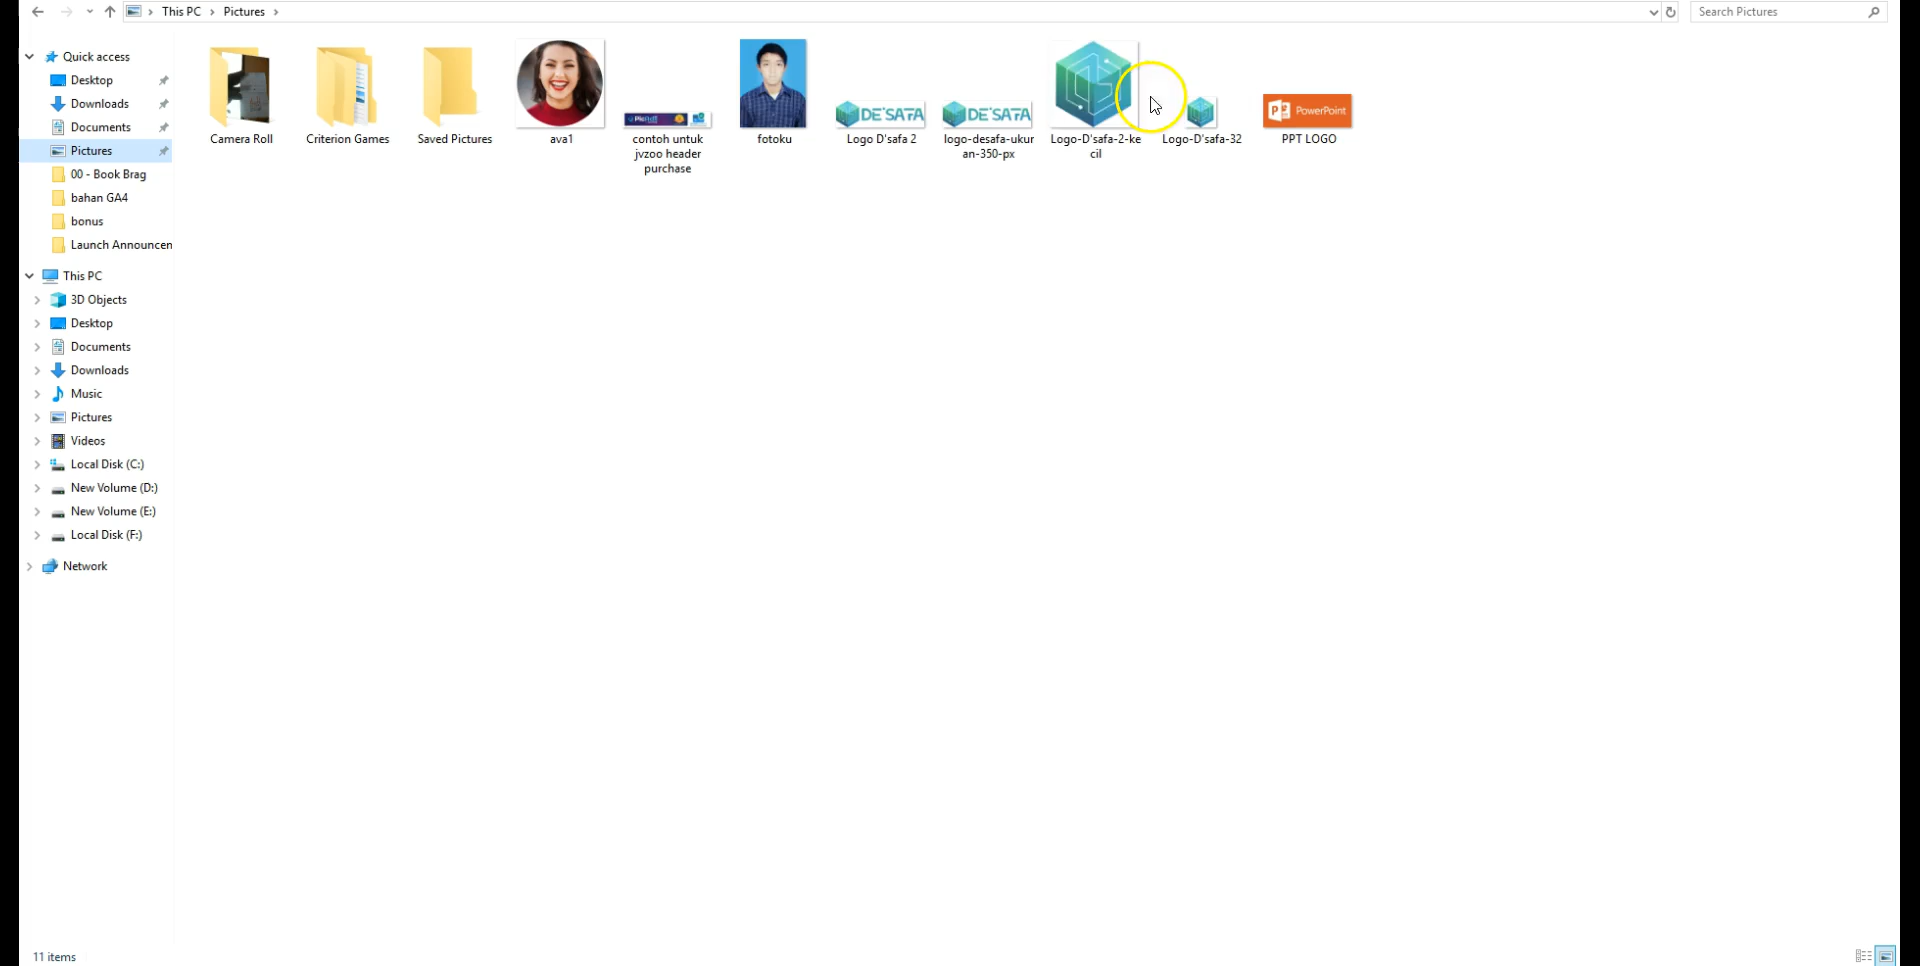 This PC
Pictures
Search Pictures
Quick access
Desktop
Downloads
Documents
Pictures
00 - Book Brag
bahan GA4
bonus
Launch Announcen
This PC
3D Objects
Desktop
Documents
Downloads
Music
Pictures
Videos
Local Disk (C:)
New Volume (D:)
New Volume (E:)
Local Disk (F:)
Network
Camera Roll
Criterion Games
Saved Pictures
ava1
contoh untuk
jvzoo header
purchase
fotoku
DE'SAFA
Logo D'safa 2
DE'SAFA
logo-desafa-ukur
an-350-px
Logo-D'safa-2-ke
cil
Logo-D'safa-32
PowerPoint
PPT LOGO
11 items